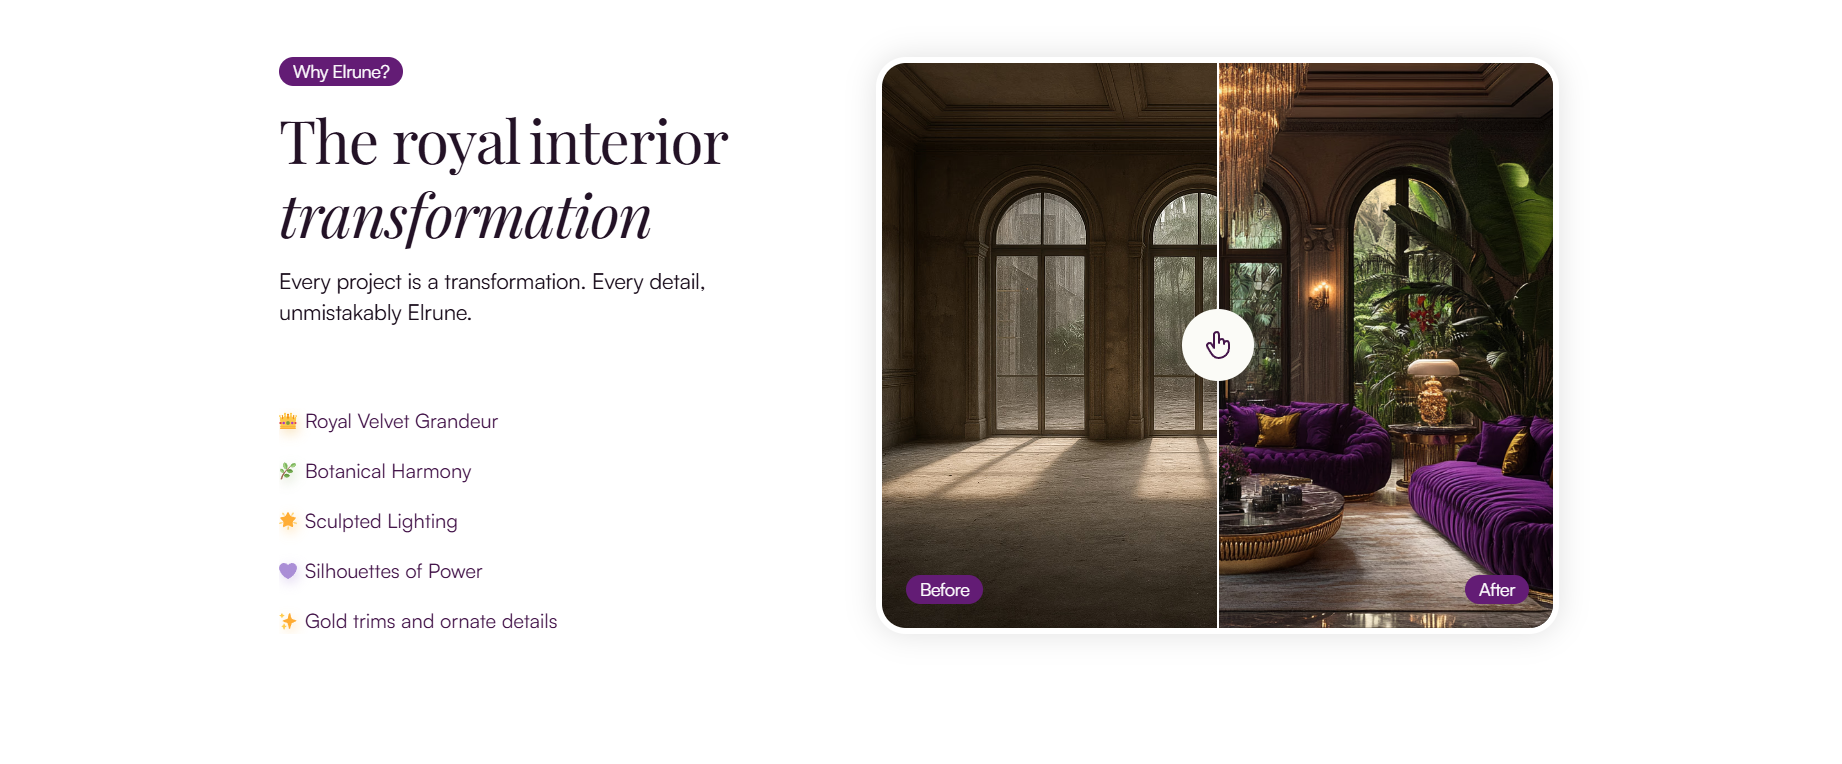 Why Elrune?
The royal interior
transformation
Every project is a transformation. Every detail,
unmistakably Elrune.
Royal Velvet Grandeur
Botanical Harmony
Sculpted Lighting
Silhouettes of Power
Gold trims and ornate details
Before
After